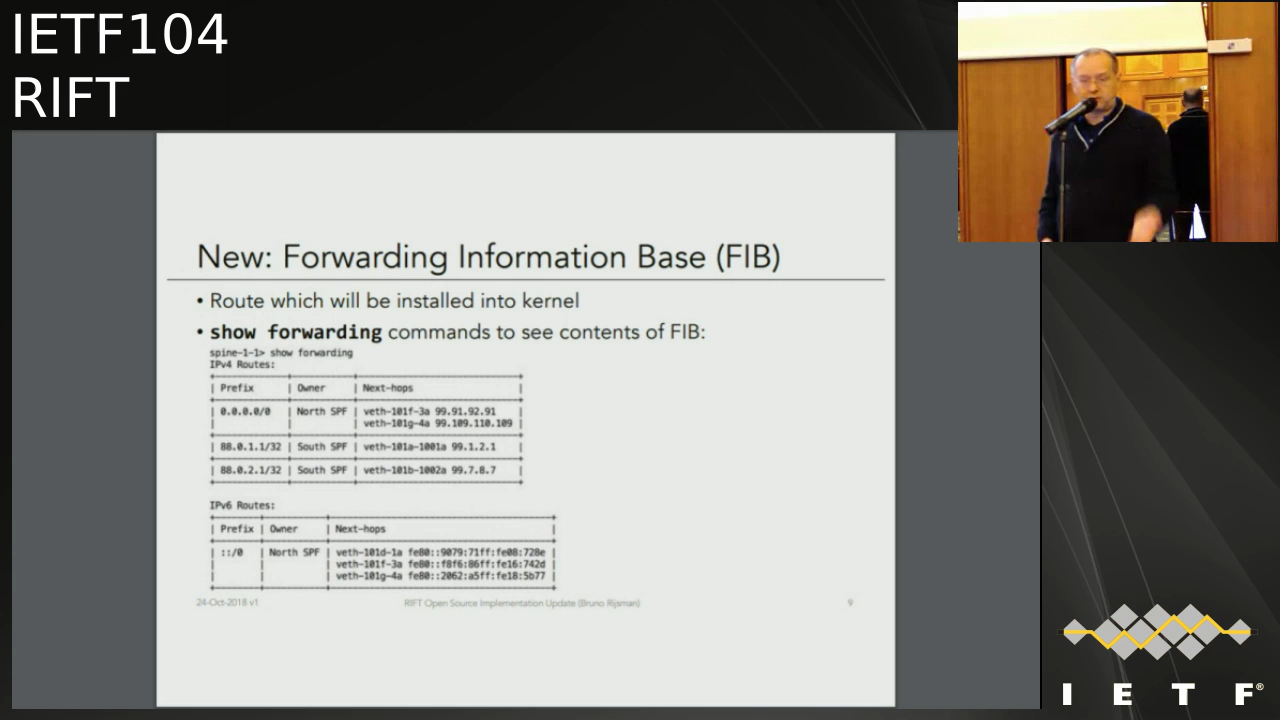 IETF104
RIFT
New: Forwarding Information Base (FIB)
• Route which will be installed into kernel
• show forwarding commands to see contents of FIB:
spine-1-1> show forwarding
IPv4 Routes:
| Prefix | Owner | Next-hops |
| 0.0.0.0/0 | North SPF | veth-101f-3a 99.91.92.91 |
| | | veth-101g-4a 99.109.110.109 |
| 88.0.1.1/32 | South SPF | veth-101a-1001a 99.1.2.1 |
| 88.0.2.1/32 | South SPF | veth-101b-1002a 99.7.8.7 |
IPv6 Routes:
| Prefix | Owner | Next-hops |
| ::/0 | North SPF | veth-101d-1a fe80::9079:71ff:fe08:728e |
| | | veth-101f-3a fe80::f8f6:86ff:fe16:742d |
| | | veth-101g-4a fe80::2062:a5ff:fe18:5b77 |
24-Oct-2018 v1 RIFT Open Source Implementation Update (Bruno Rijsman) 9
I E T F®